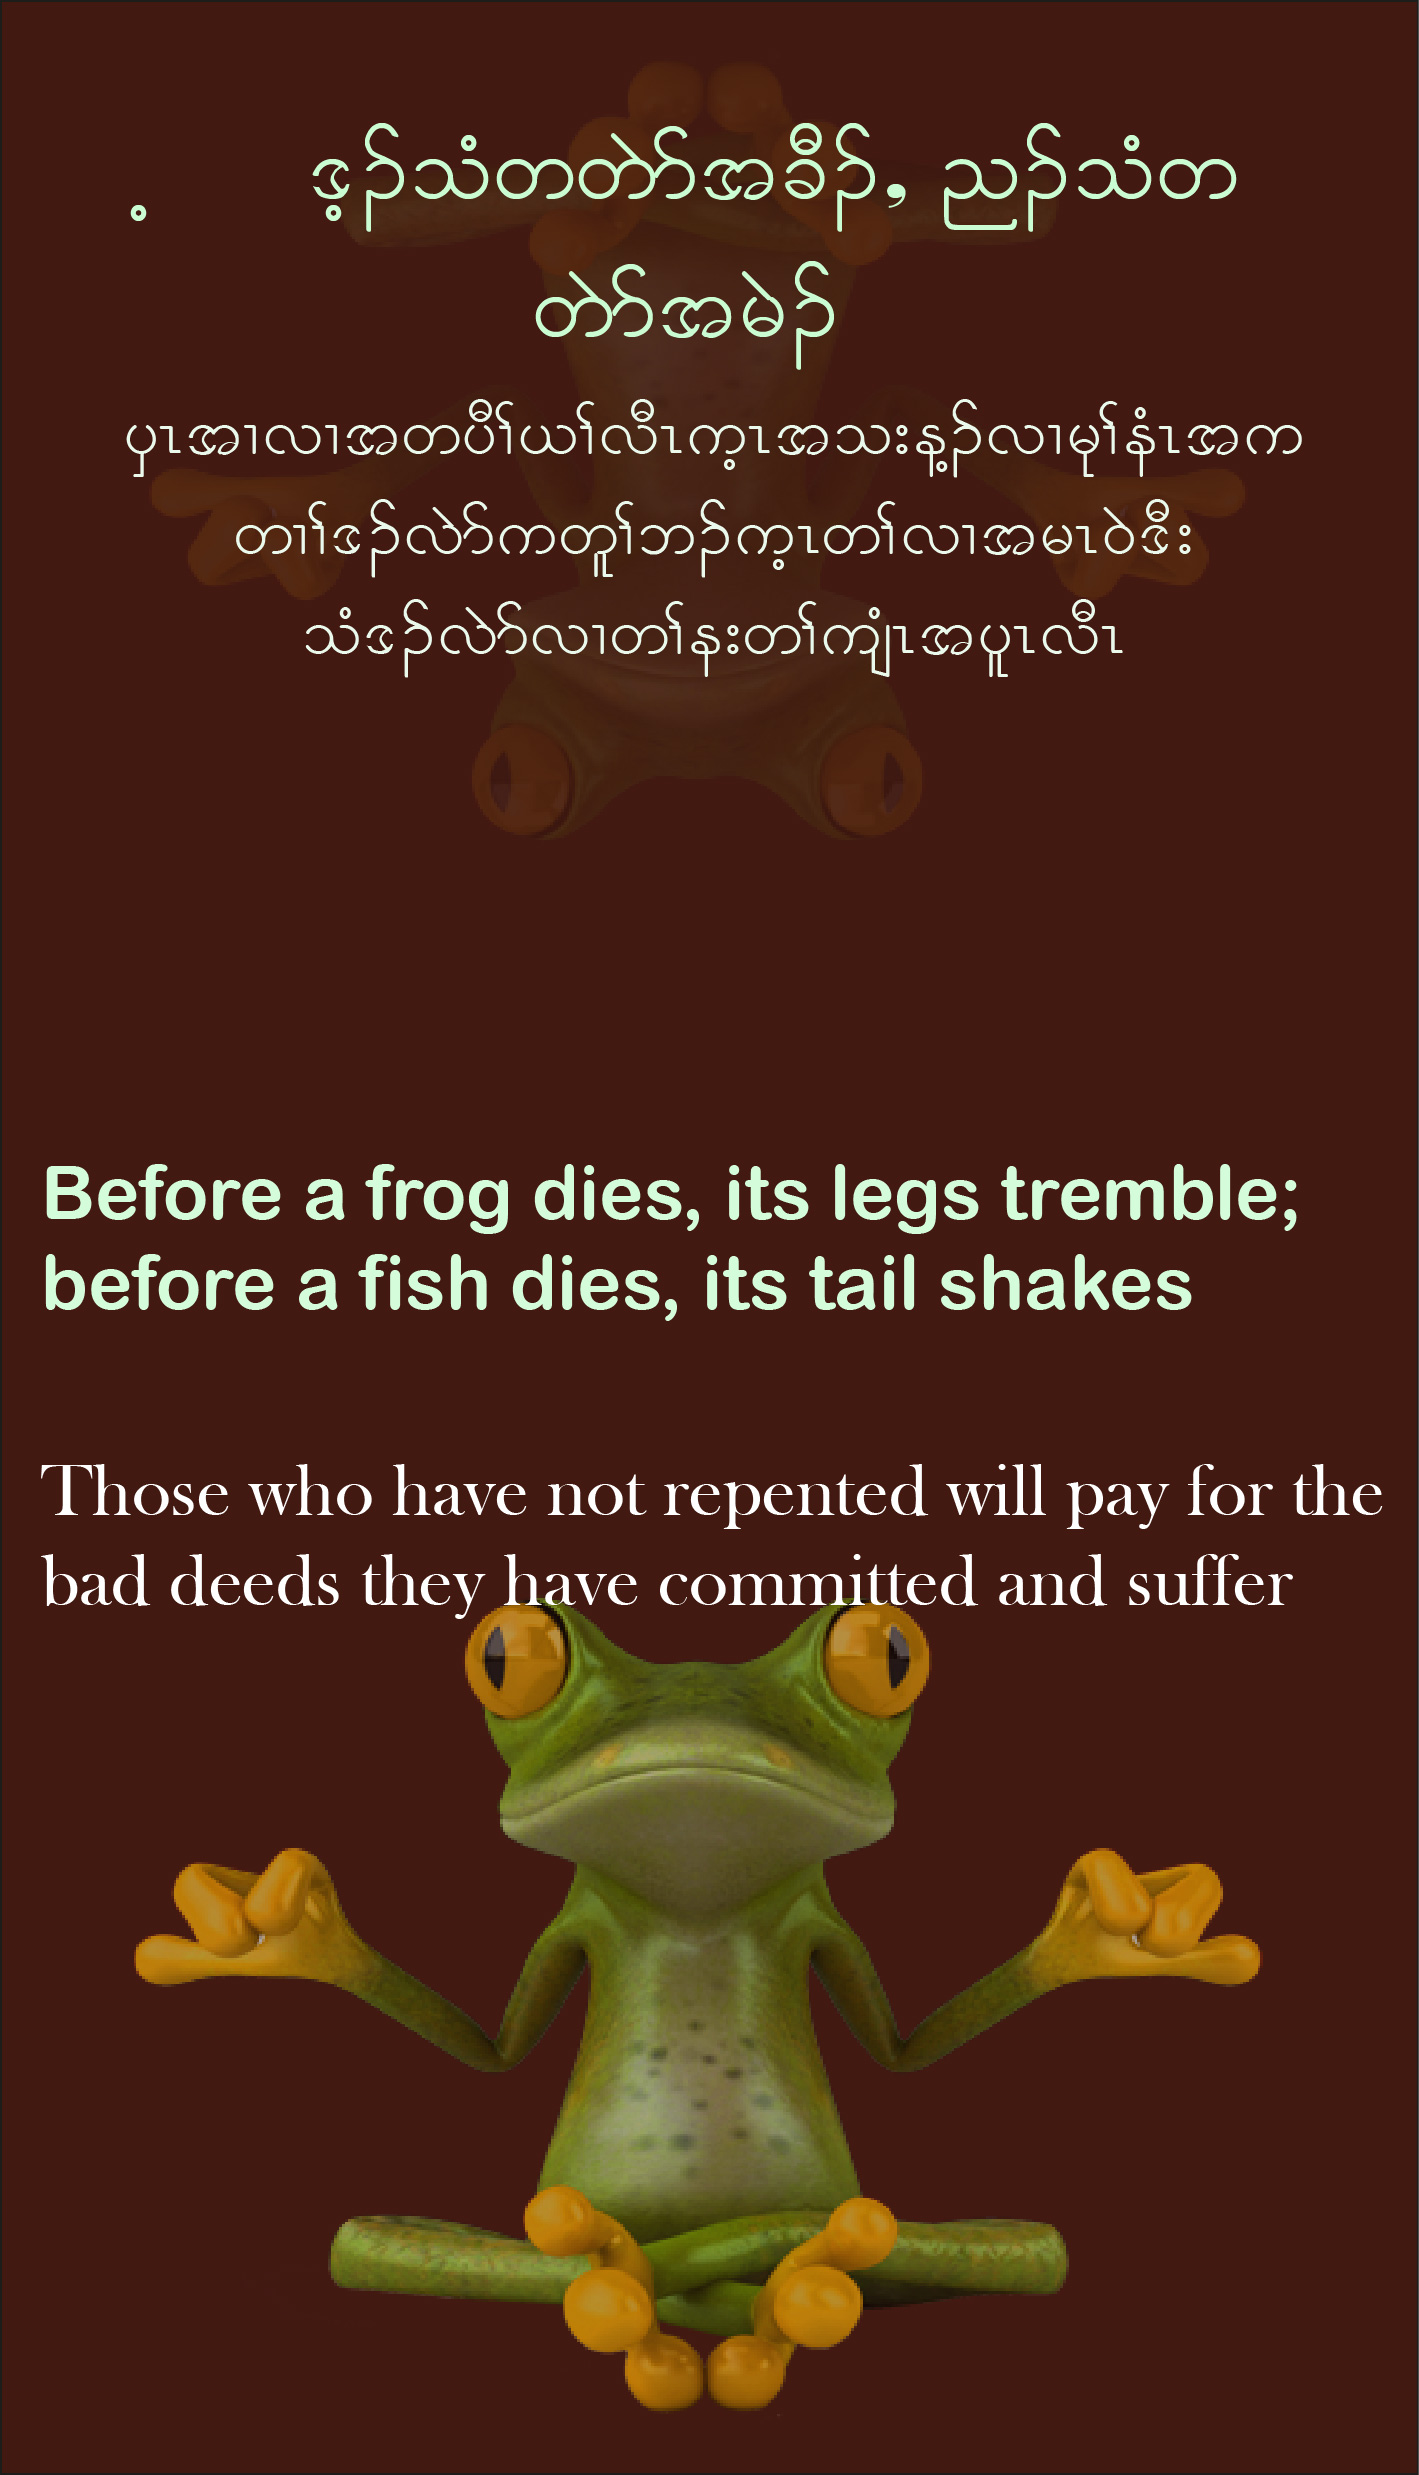 ဒ့ၣ်သံတတဲာ်အခီၣ်, ညၣ်သံတ
တဲာ်အမဲၣ်
ပှၤအၢလၢအတပီၢ်ယၢ်လီၤက့ၤအသးန့ၣ်လၢမုၢ်နံၤအက
တၢၢ်ဒၣ်လဲာ်ကတူၢ်ဘၣ်က့ၤတၢ်လၢအမၤဝဲဒီး
သံဒၣ်လဲာ်လၢတၢ်နးတၢ်ကျံၤအပူၤလီၤ
Before a frog dies, its legs tremble;
before a fish dies, its tail shakes
Those who have not repented will pay for the
bad deeds they have committed and suffer